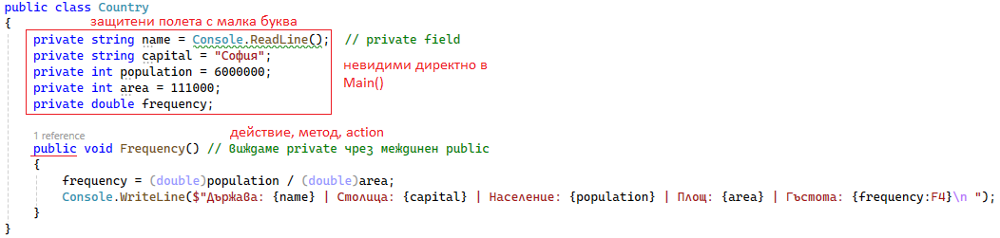 public class Country
защитени полета с малка буква
{
private string name = Console.ReadLine(); // private field
private string capital = "София";
private int population = 6000000;
private int area = 111000;
private double frequency;
невидими директно в
Main()
1 reference
действие, метод, action
public void Frequency() // виждаме private чрез междинен public
{
frequency = (double)population / (double)area;
Console.WriteLine($"Държава: {name} | Столица: {capital} | Население: {population} | Площ: {area} | Гъстота: {frequency:F4}\n ");
}
}